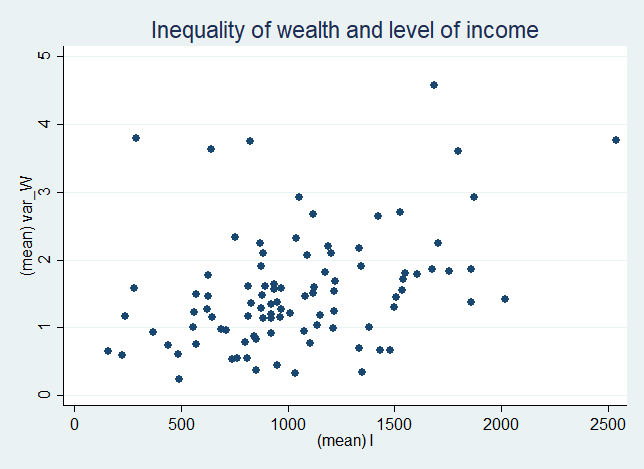 Inequality of wealth and level of income
5
4
3
2
1
0
(mean) var_W
0 500 1000 1500 2000 2500
(mean) I